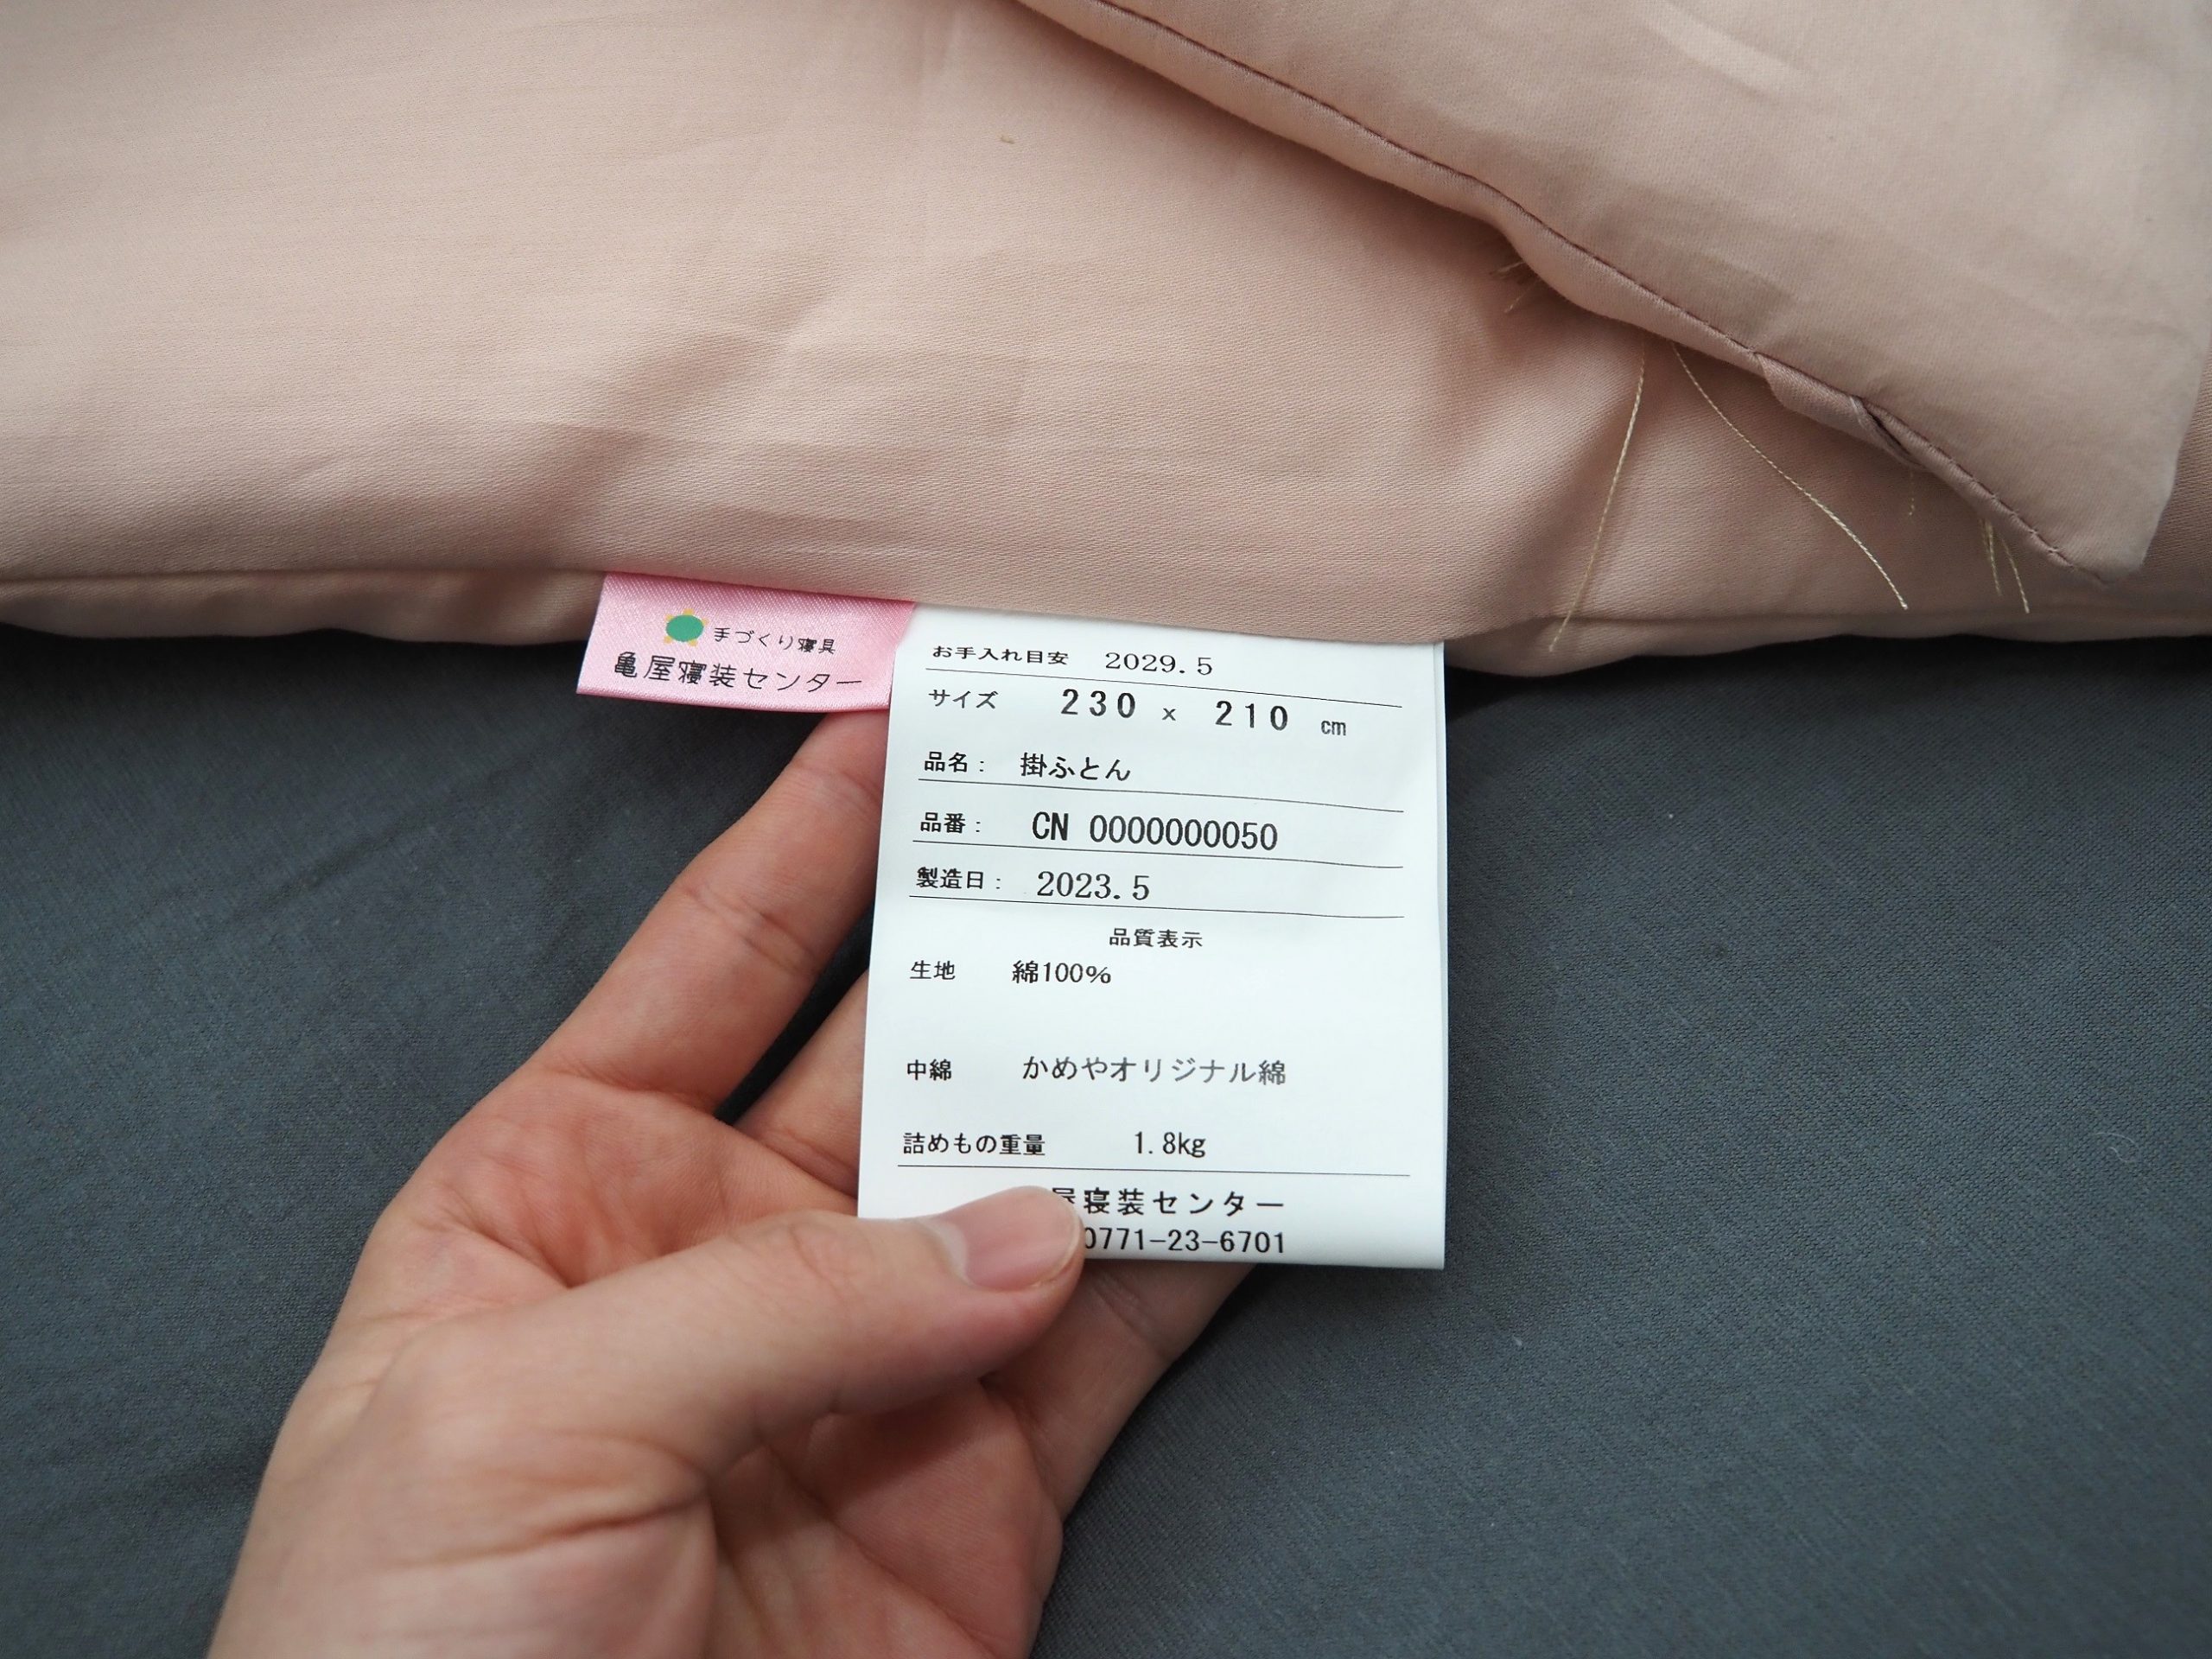 手づくり寝具
亀屋寝装センター
お手入れ目安 2029.5
サイズ 230 x 210 cm
品名: 掛ふとん
品番: CN 0000000050
製造日: 2023.5
品質表示
生地 綿100%
中綿 かめやオリジナル綿
詰めもの重量 1.8kg
屋寝装センター
0771-23-6701